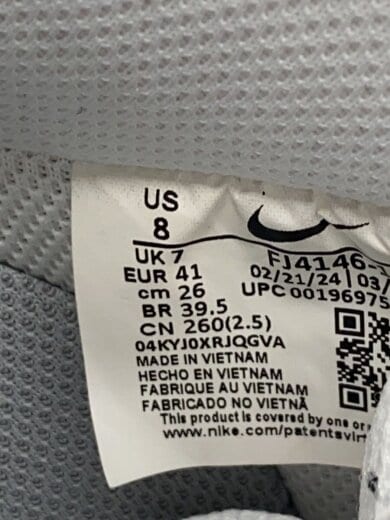 US
8
UK 7
FJ4146-
EUR 41
02/21/24 | 03/
cm 26
UPC 00196975
BR 39.5
CN 260(2.5)
04KYJ0XRJQGVA
MADE IN VIETNAM
HECHO EN VIETNAM
FABRIQUE AU VIETNAM
FABRICADO NO VIETNÃ
This product is covered by one or
www.nike.com/patents